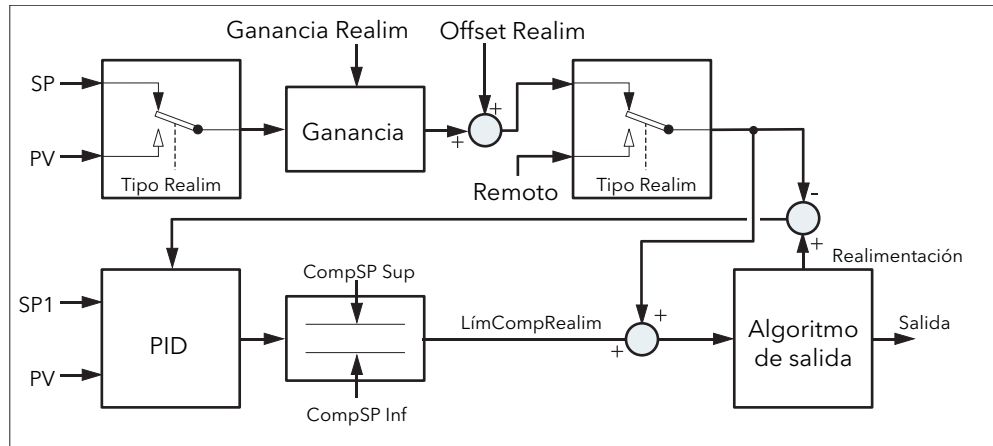 Ganancia Realim
Offset Realim
SP
PV
Tipo Realim
Ganancia
+
+
Remoto
Tipo Realim
-
+
Realimentación
SP1
PV
PID
CompSP Sup
CompSP Inf
LímCompRealim
+
+
Algoritmo
de salida
Salida